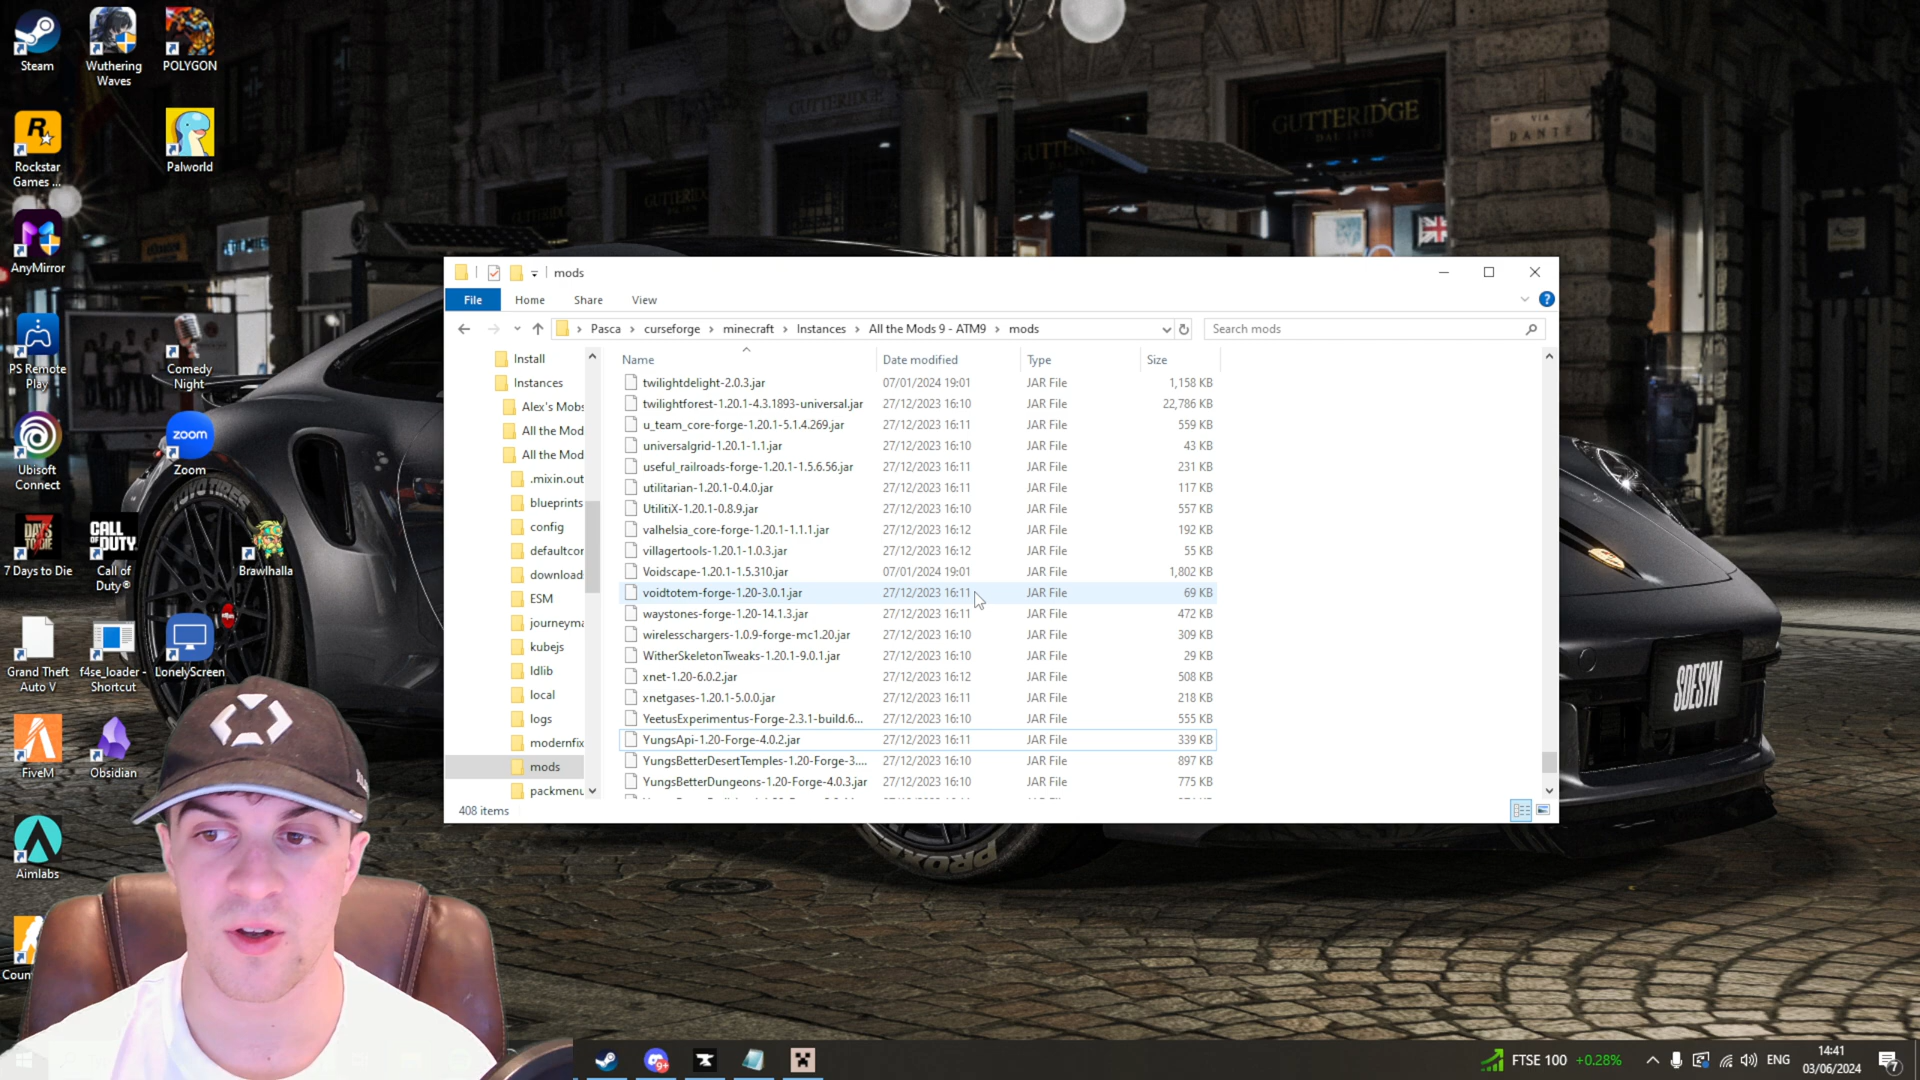 Steam
Wuthering Waves
POLYGON
Rockstar Games ...
Palworld
AnyMirror
PS Remote Play
Comedy Night
Ubisoft Connect
zoom
Zoom
7 Days to Die
CALL OF DUTY
Call of Duty®
Brawlhalla
Grand Theft Auto V
f4se_loader - Shortcut
LonelyScreen
FiveM
Obsidian
Aimlabs
GUTTERIDGE
VIA DANTE
TOYO TIRES
PROXES
SDESYN
mods
File Home Share View
Pasca > curseforge > minecraft > Instances > All the Mods 9 - ATM9 > mods
Search mods
Install
Instances
Alex's Mobs
All the Mod
All the Mod
.mixin.out
blueprints
config
defaultcor
download
ESM
journeyma
kubejs
ldlib
local
logs
modernfix
mods
packmenu
Name Date modified Type Size
twilightdelight-2.0.3.jar 07/01/2024 19:01 JAR File 1,158 KB
twilightforest-1.20.1-4.3.1893-universal.jar 27/12/2023 16:10 JAR File 22,786 KB
u_team_core-forge-1.20.1-5.1.4.269.jar 27/12/2023 16:11 JAR File 559 KB
universalgrid-1.20.1-1.1.jar 27/12/2023 16:10 JAR File 43 KB
useful_railroads-forge-1.20.1-1.5.6.56.jar 27/12/2023 16:11 JAR File 231 KB
utilitarian-1.20.1-0.4.0.jar 27/12/2023 16:11 JAR File 117 KB
UtilitiX-1.20.1-0.8.9.jar 27/12/2023 16:10 JAR File 557 KB
valhelsia_core-forge-1.20.1-1.1.1.jar 27/12/2023 16:12 JAR File 192 KB
villagertools-1.20.1-1.0.3.jar 27/12/2023 16:12 JAR File 55 KB
Voidscape-1.20.1-1.5.310.jar 07/01/2024 19:01 JAR File 1,802 KB
voidtotem-forge-1.20-3.0.1.jar 27/12/2023 16:11 JAR File 69 KB
waystones-forge-1.20-14.1.3.jar 27/12/2023 16:11 JAR File 472 KB
wirelesschargers-1.0.9-forge-mc1.20.jar 27/12/2023 16:10 JAR File 309 KB
WitherSkeletonTweaks-1.20.1-9.0.1.jar 27/12/2023 16:10 JAR File 29 KB
xnet-1.20-6.0.2.jar 27/12/2023 16:12 JAR File 508 KB
xnetgases-1.20.1-5.0.0.jar 27/12/2023 16:11 JAR File 218 KB
YeetusExperimentus-Forge-2.3.1-build.6... 27/12/2023 16:10 JAR File 555 KB
YungsApi-1.20-Forge-4.0.2.jar 27/12/2023 16:11 JAR File 339 KB
YungsBetterDesertTemples-1.20-Forge-3.... 27/12/2023 16:10 JAR File 897 KB
YungsBetterDungeons-1.20-Forge-4.0.3.jar 27/12/2023 16:10 JAR File 775 KB
408 items
FTSE 100 +0.28%
ENG
14:41
03/06/2024
7